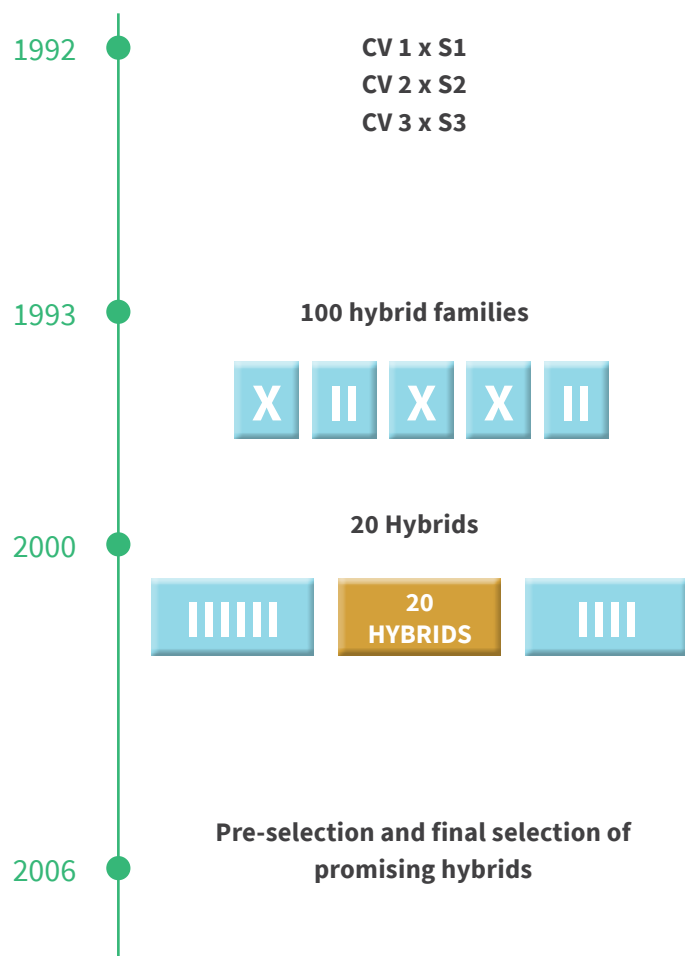 1992
CV 1 x S1
CV 2 x S2
CV 3 x S3
1993
100 hybrid families
X II X X II
20 Hybrids
2000
IIIIII
20
HYBRIDS
IIII
Pre-selection and final selection of
promising hybrids
2006